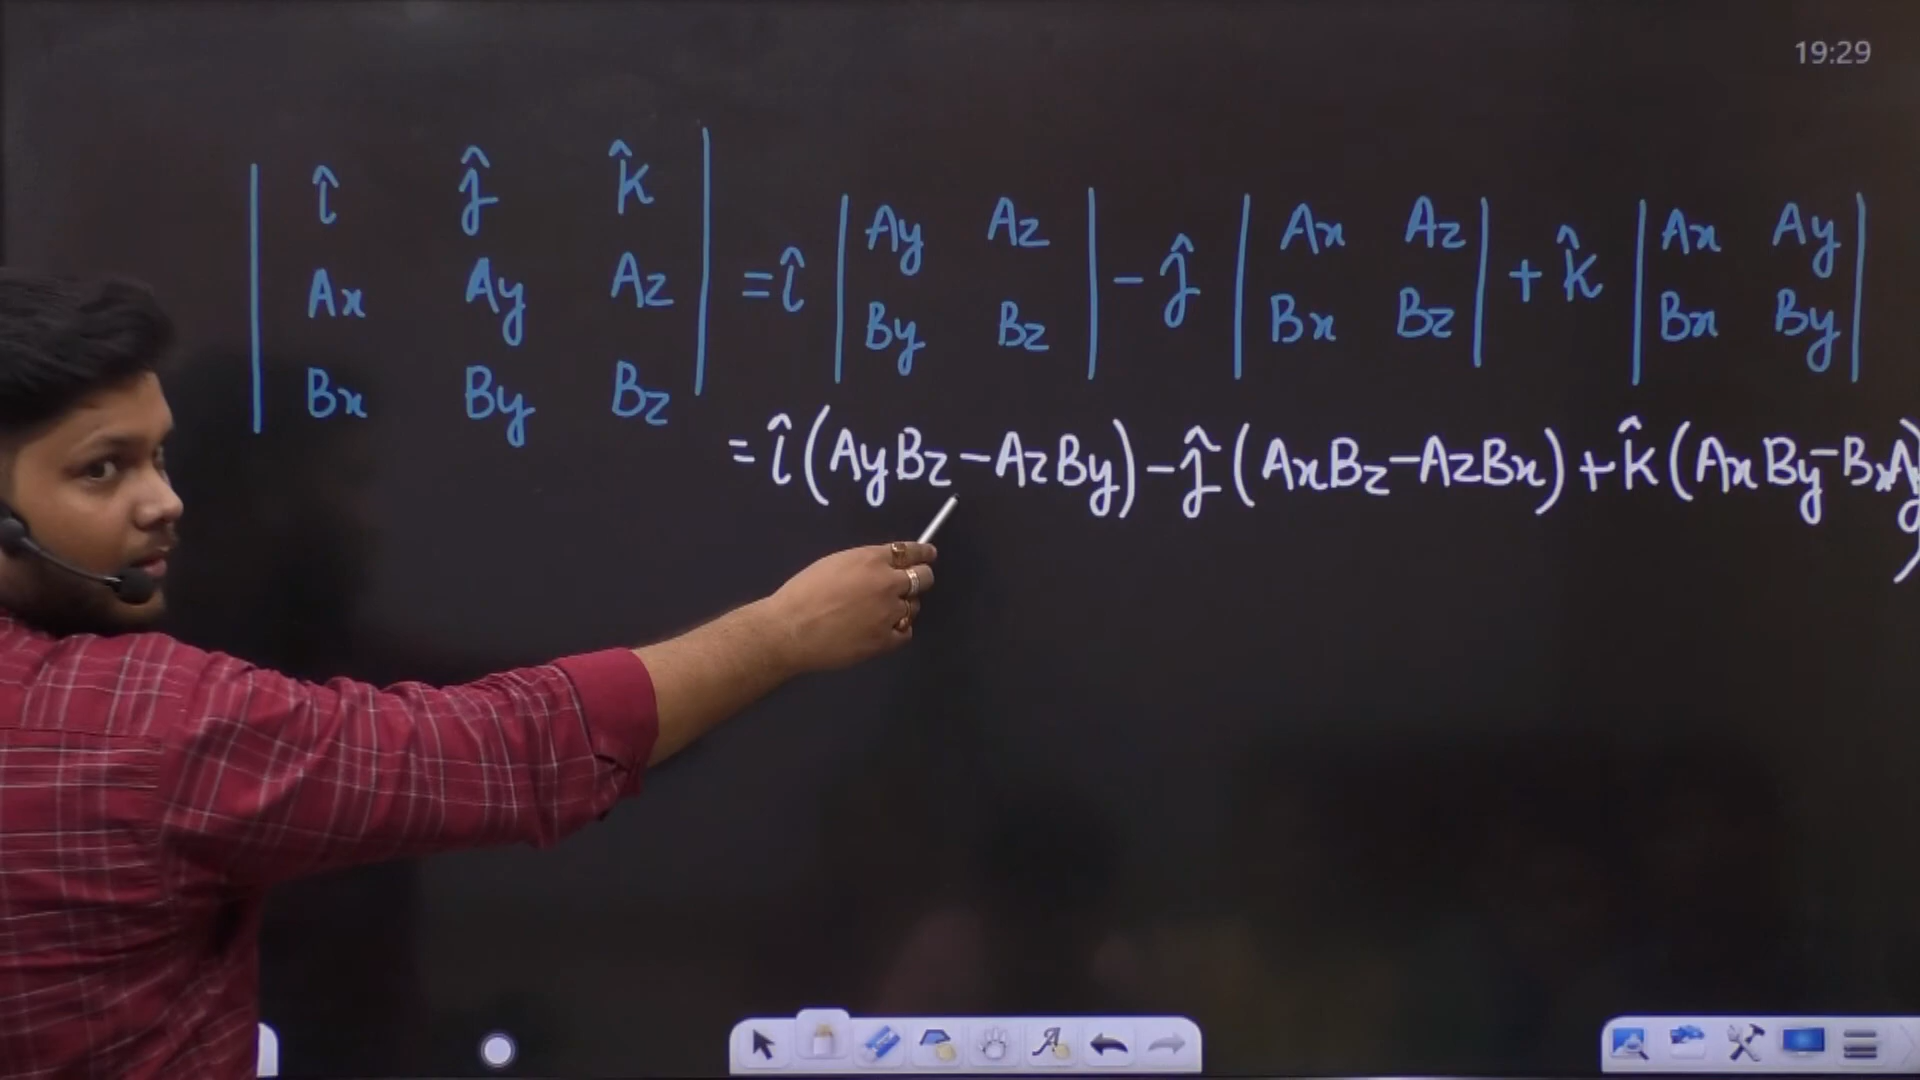 19:29
| î ĵ k̂ |
| Ax Ay Az | = î | Ay Az | - ĵ | Ax Az | + k̂ | Ax Ay |
| Bx By Bz | | By Bz | | Bx Bz | | Bx By |
= î (AyBz - AzBy) - ĵ (AxBz - AzBx) + k̂ (AxBy - BxAy)